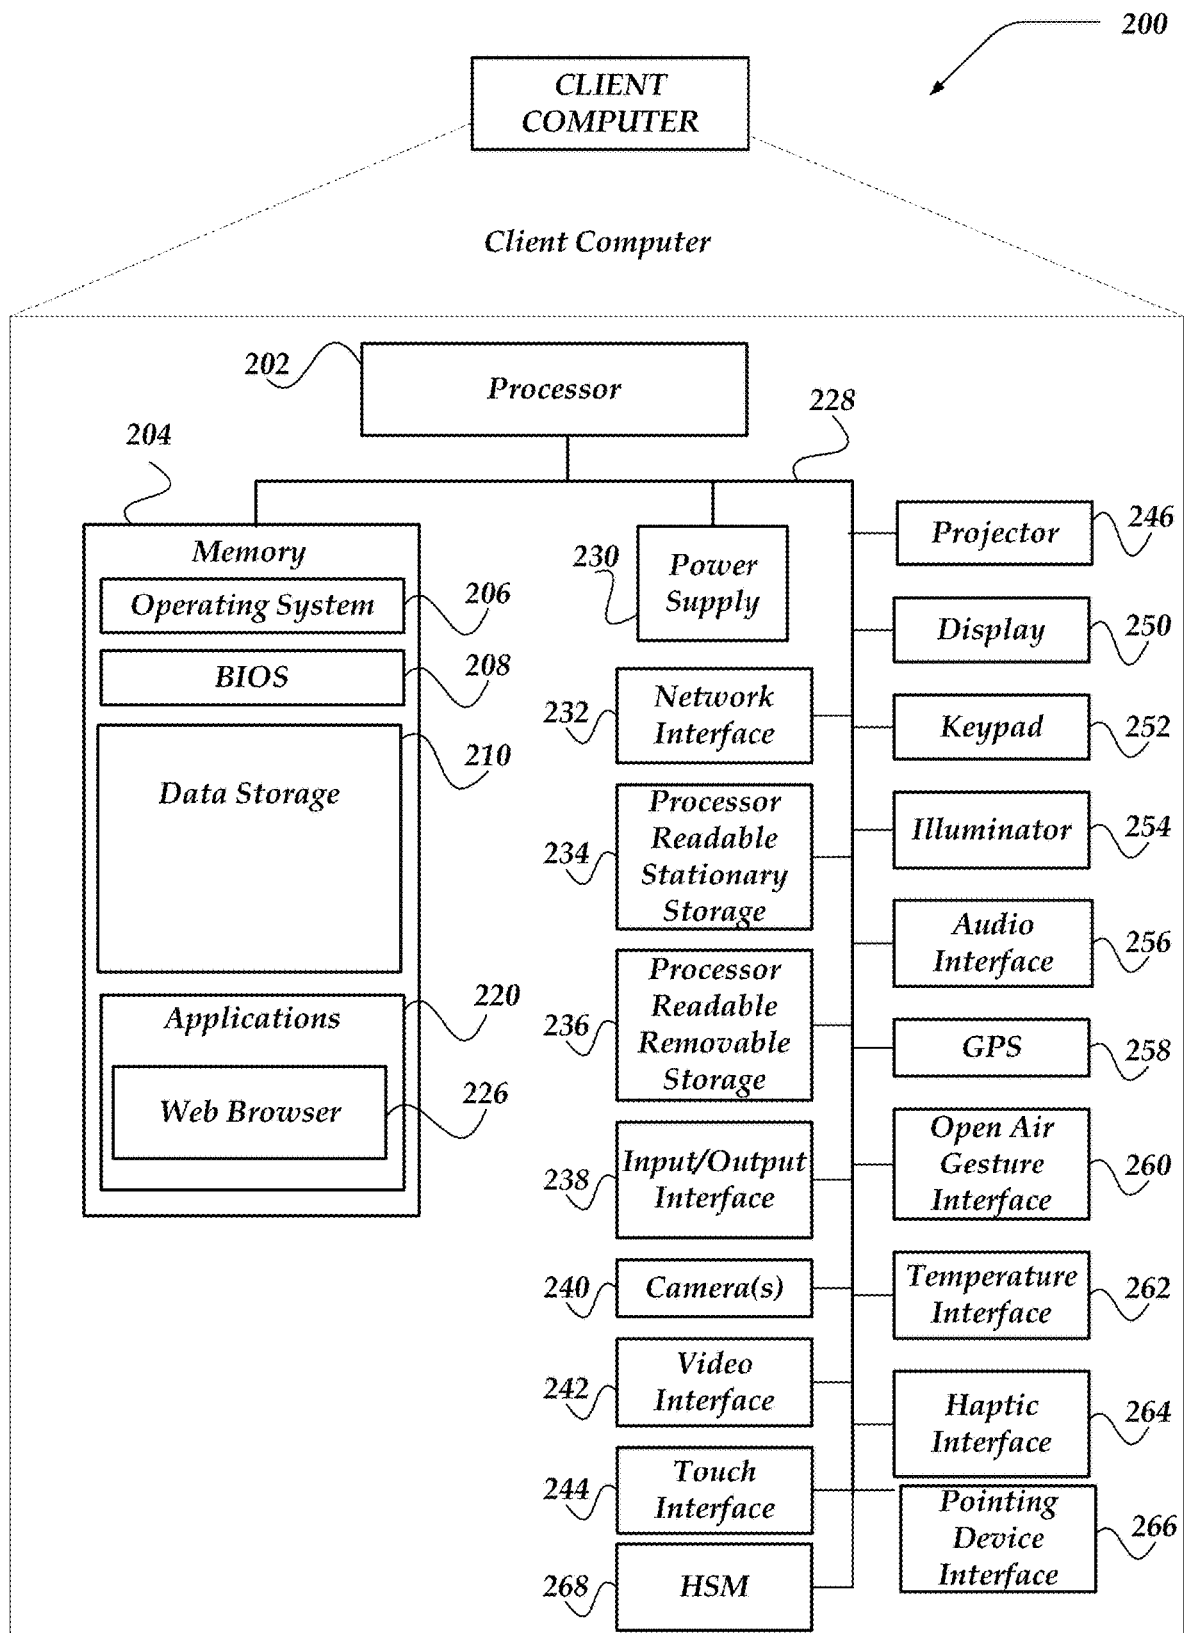 200
CLIENT
COMPUTER
Client Computer
202
Processor
228
204
Memory
Operating System
206
BIOS
208
210
Data Storage
220
Applications
Web Browser
226
230
Power
Supply
232
Network
Interface
234
Processor
Readable
Stationary
Storage
236
Processor
Readable
Removable
Storage
238
Input/Output
Interface
240
Camera(s)
242
Video
Interface
244
Touch
Interface
268
HSM
Projector
246
Display
250
Keypad
252
Illuminator
254
Audio
Interface
256
GPS
258
Open Air
Gesture
Interface
260
Temperature
Interface
262
Haptic
Interface
264
Pointing
Device
Interface
266